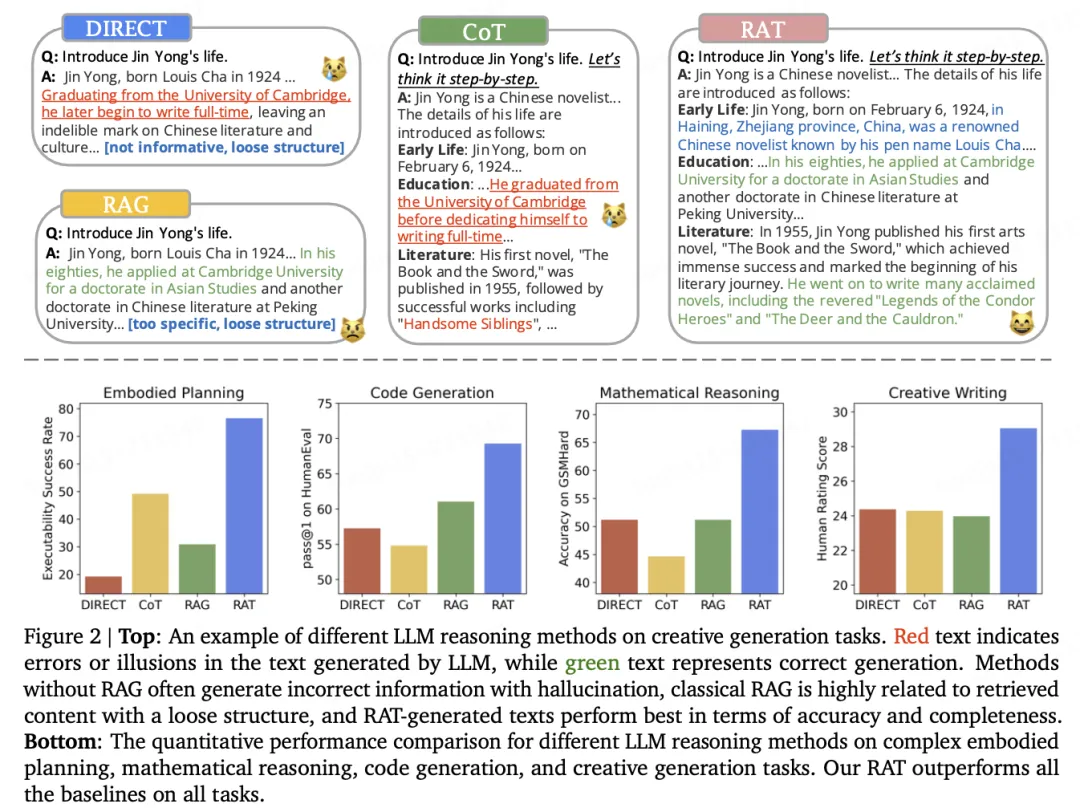 DIRECT
Q: Introduce Jin Yong's life.
A: Jin Yong, born Louis Cha in 1924 ...
Graduating from the University of Cambridge,
he later begin to write full-time, leaving an
indelible mark on Chinese literature and
culture... [not informative, loose structure]
RAG
Q: Introduce Jin Yong's life.
A: Jin Yong, born Louis Cha in 1924... In his
eighties, he applied at Cambridge University
for a doctorate in Asian Studies and another
doctorate in Chinese literature at Peking
University... [too specific, loose structure]
CoT
Q: Introduce Jin Yong's life. Let's
think it step-by-step.
A: Jin Yong is a Chinese novelist...
The details of his life are
introduced as follows:
Early Life: Jin Yong, born on
February 6, 1924...
Education: ...He graduated from
the University of Cambridge
before dedicating himself to
writing full-time...
Literature: His first novel, "The
Book and the Sword," was
published in 1955, followed by
successful works including
"Handsome Siblings", ...
RAT
Q: Introduce Jin Yong's life. Let's think it step-by-step.
A: Jin Yong is a Chinese novelist... The details of his life
are introduced as follows:
Early Life: Jin Yong, born on February 6, 1924, in
Haining, Zhejiang province, China, was a renowned
Chinese novelist known by his pen name Louis Cha....
Education: ...In his eighties, he applied at Cambridge
University for a doctorate in Asian Studies and
another doctorate in Chinese literature at
Peking University...
Literature: In 1955, Jin Yong published his first arts
novel, "The Book and the Sword," which achieved
immense success and marked the beginning of his
literary journey. He went on to write many acclaimed
novels, including the revered "Legends of the Condor
Heroes" and "The Deer and the Cauldron."
Embodied Planning
Executability Success Rate
80
70
60
50
40
30
20
DIRECT CoT RAG RAT
Code Generation
pass@1 on HumanEval
75
70
65
60
55
50
DIRECT CoT RAG RAT
Mathematical Reasoning
Accuracy on GSMHard
70
65
60
55
50
45
40
DIRECT CoT RAG RAT
Creative Writing
Human Rating Score
30
28
26
24
22
20
DIRECT CoT RAG RAT
Figure 2 | Top: An example of different LLM reasoning methods on creative generation tasks. Red text indicates
errors or illusions in the text generated by LLM, while green text represents correct generation. Methods
without RAG often generate incorrect information with hallucination, classical RAG is highly related to retrieved
content with a loose structure, and RAT-generated texts perform best in terms of accuracy and completeness.
Bottom: The quantitative performance comparison for different LLM reasoning methods on complex embodied
planning, mathematical reasoning, code generation, and creative generation tasks. Our RAT outperforms all
the baselines on all tasks.